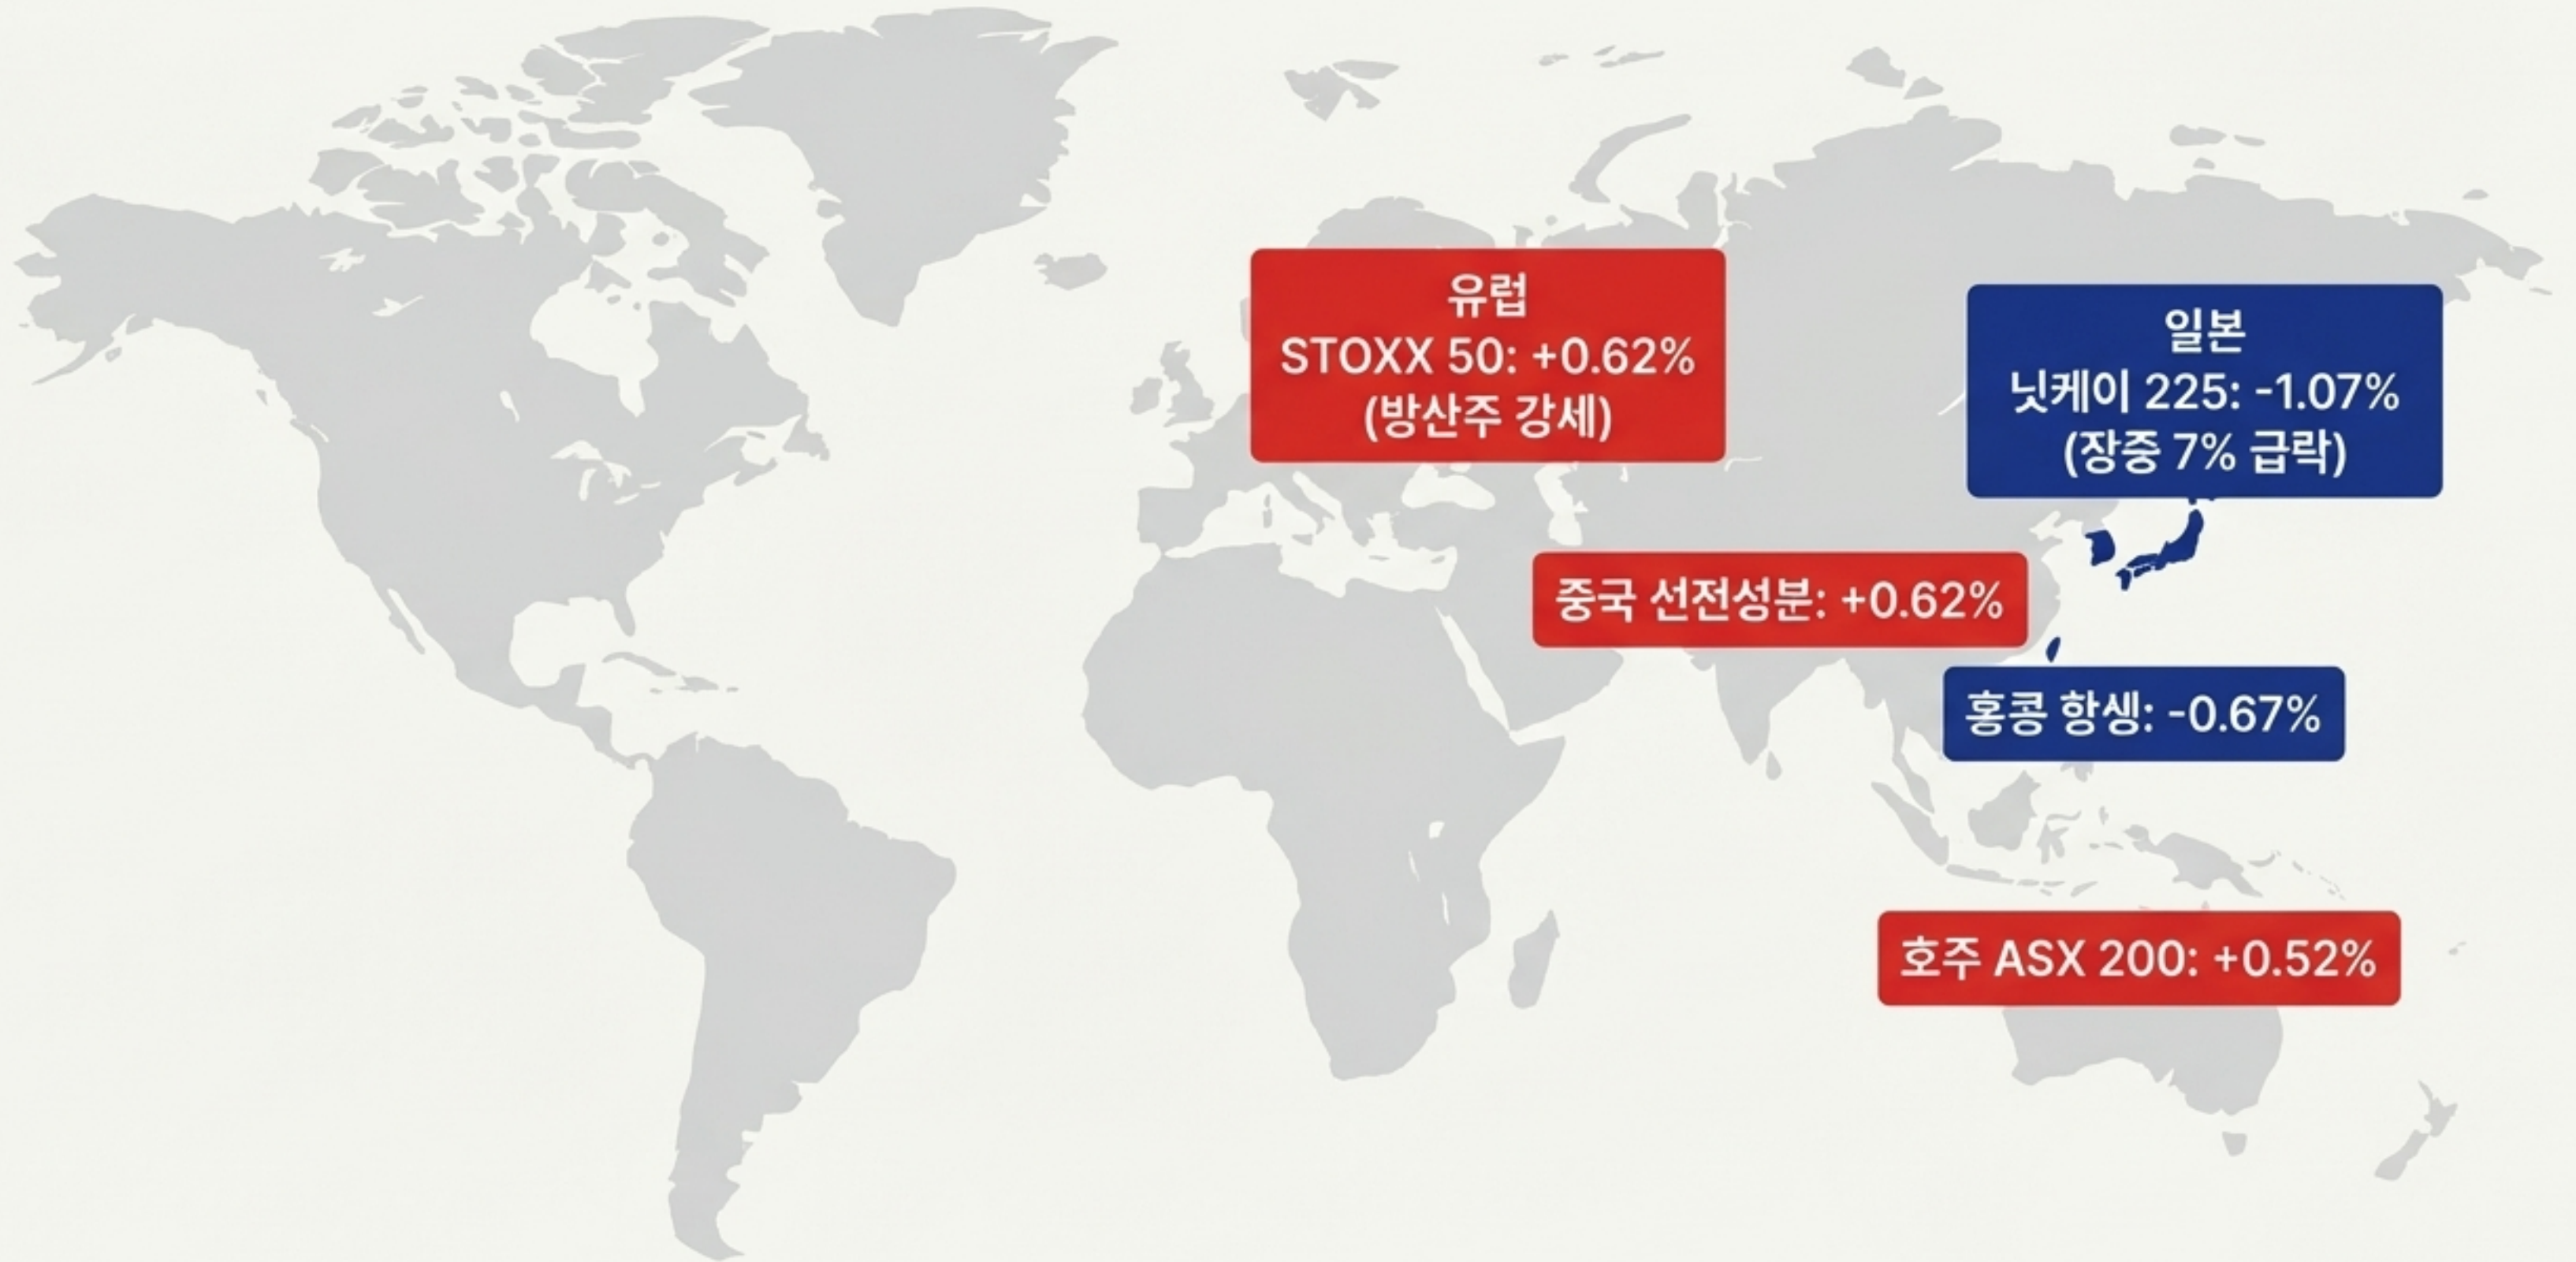 유럽
STOXX 50: +0.62%
(방산주 강세)
일본
닛케이 225: -1.07%
(장중 7% 급락)
중국 선전성분: +0.62%
홍콩 항셍: -0.67%
호주 ASX 200: +0.52%